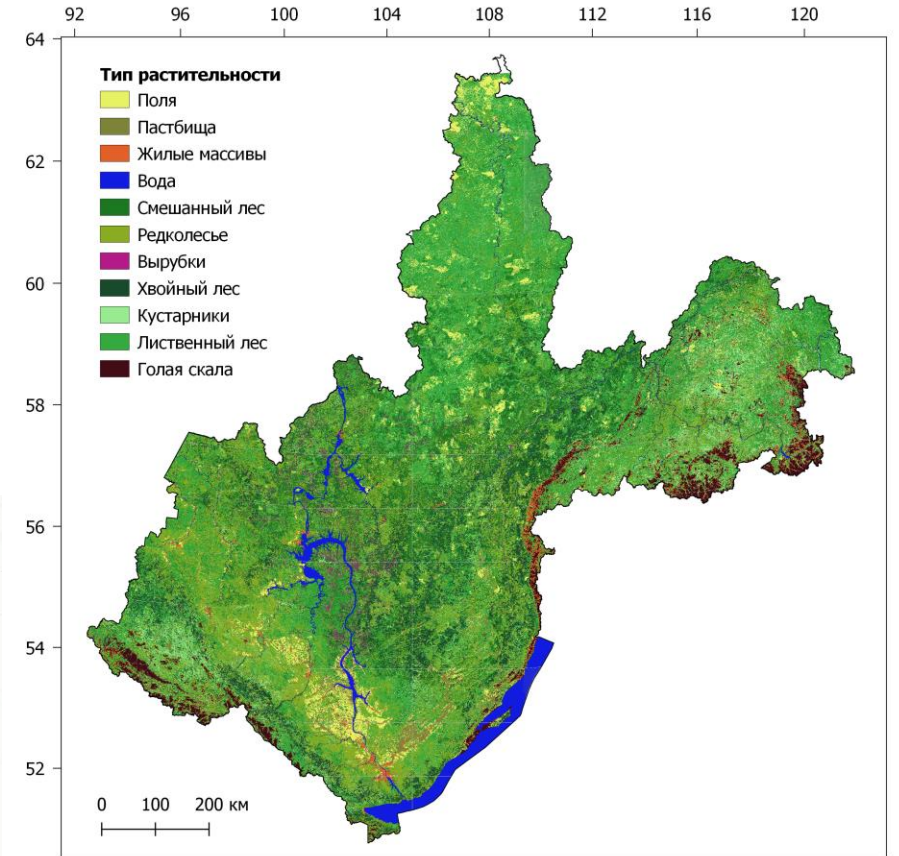 92 96 100 104 108 112 116 120
64
Тип растительности
Поля
Пастбища
Жилые массивы
62
Вода
Смешанный лес
Редколесье
Вырубки
60
Хвойный лес
Кустарники
Лиственный лес
Голая скала
58
56
54
52
0 100 200 км